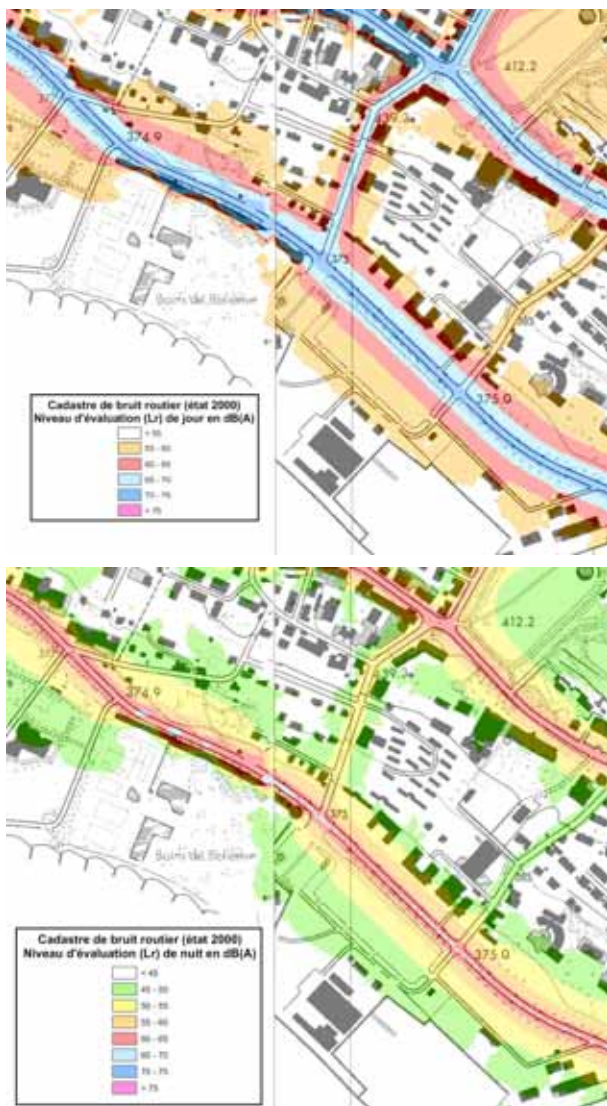 412.2
374.9
375
375.0
Cadastre de bruit routier (état 2000)
Niveau d'évaluation (Lr) de jour en dB(A)
< 55
55 - 60
60 - 65
65 - 70
70 - 75
> 75
412.2
374.9
375
375.0
Cadastre de bruit routier (état 2000)
Niveau d'évaluation (Lr) de nuit en dB(A)
< 45
45 - 50
50 - 55
55 - 60
60 - 65
70 - 75
> 75